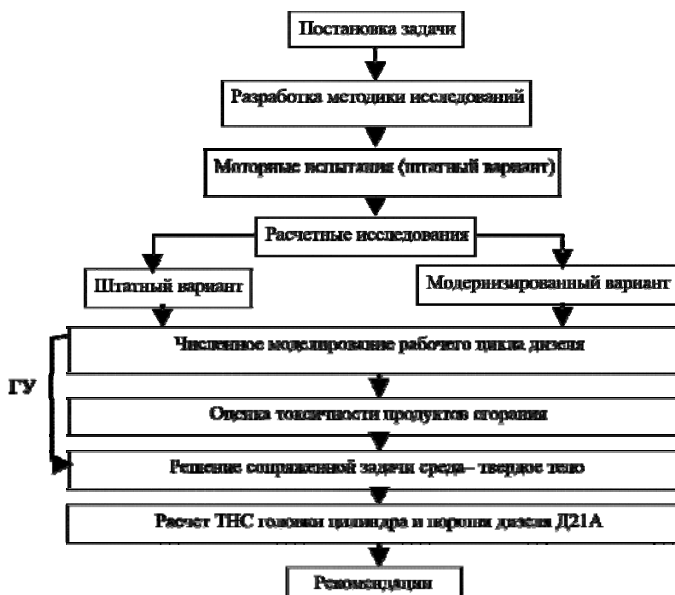 Постановка задачи
Разработка методики исследований
Моторные испытания (штатный вариант)
Расчетные исследования
Штатный вариант
Модернизированный вариант
Численное моделирование рабочего цикла дизеля
ГУ
Оценка токсичности продуктов сгорания
Решение сопряженной задачи среда– твердое тело
Расчет ТНС головки цилиндра и поршня дизеля Д21А
Рекомендации